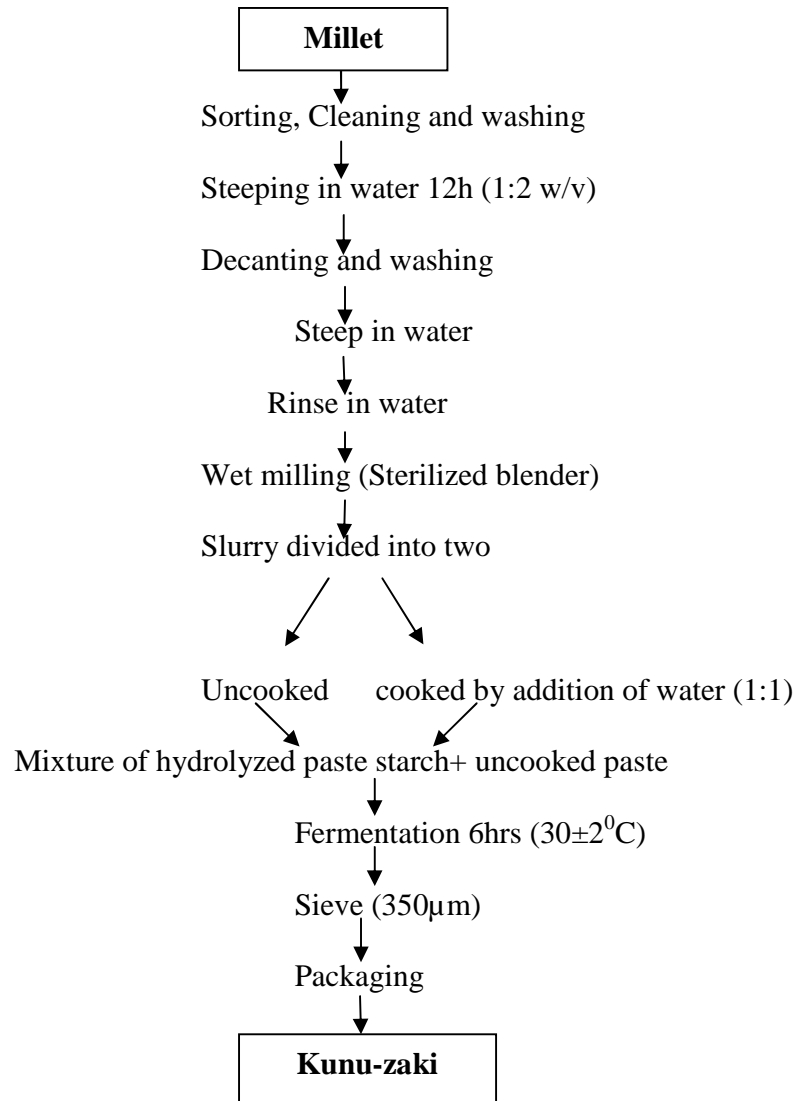 Millet
Sorting, Cleaning and washing
Steeping in water 12h (1:2 w/v)
Decanting and washing
Steep in water
Rinse in water
Wet milling (Sterilized blender)
Slurry divided into two
Uncooked cooked by addition of water (1:1)
Mixture of hydrolyzed paste starch+ uncooked paste
Fermentation 6hrs (30±2⁰C)
Sieve (350µm)
Packaging
Kunu-zaki